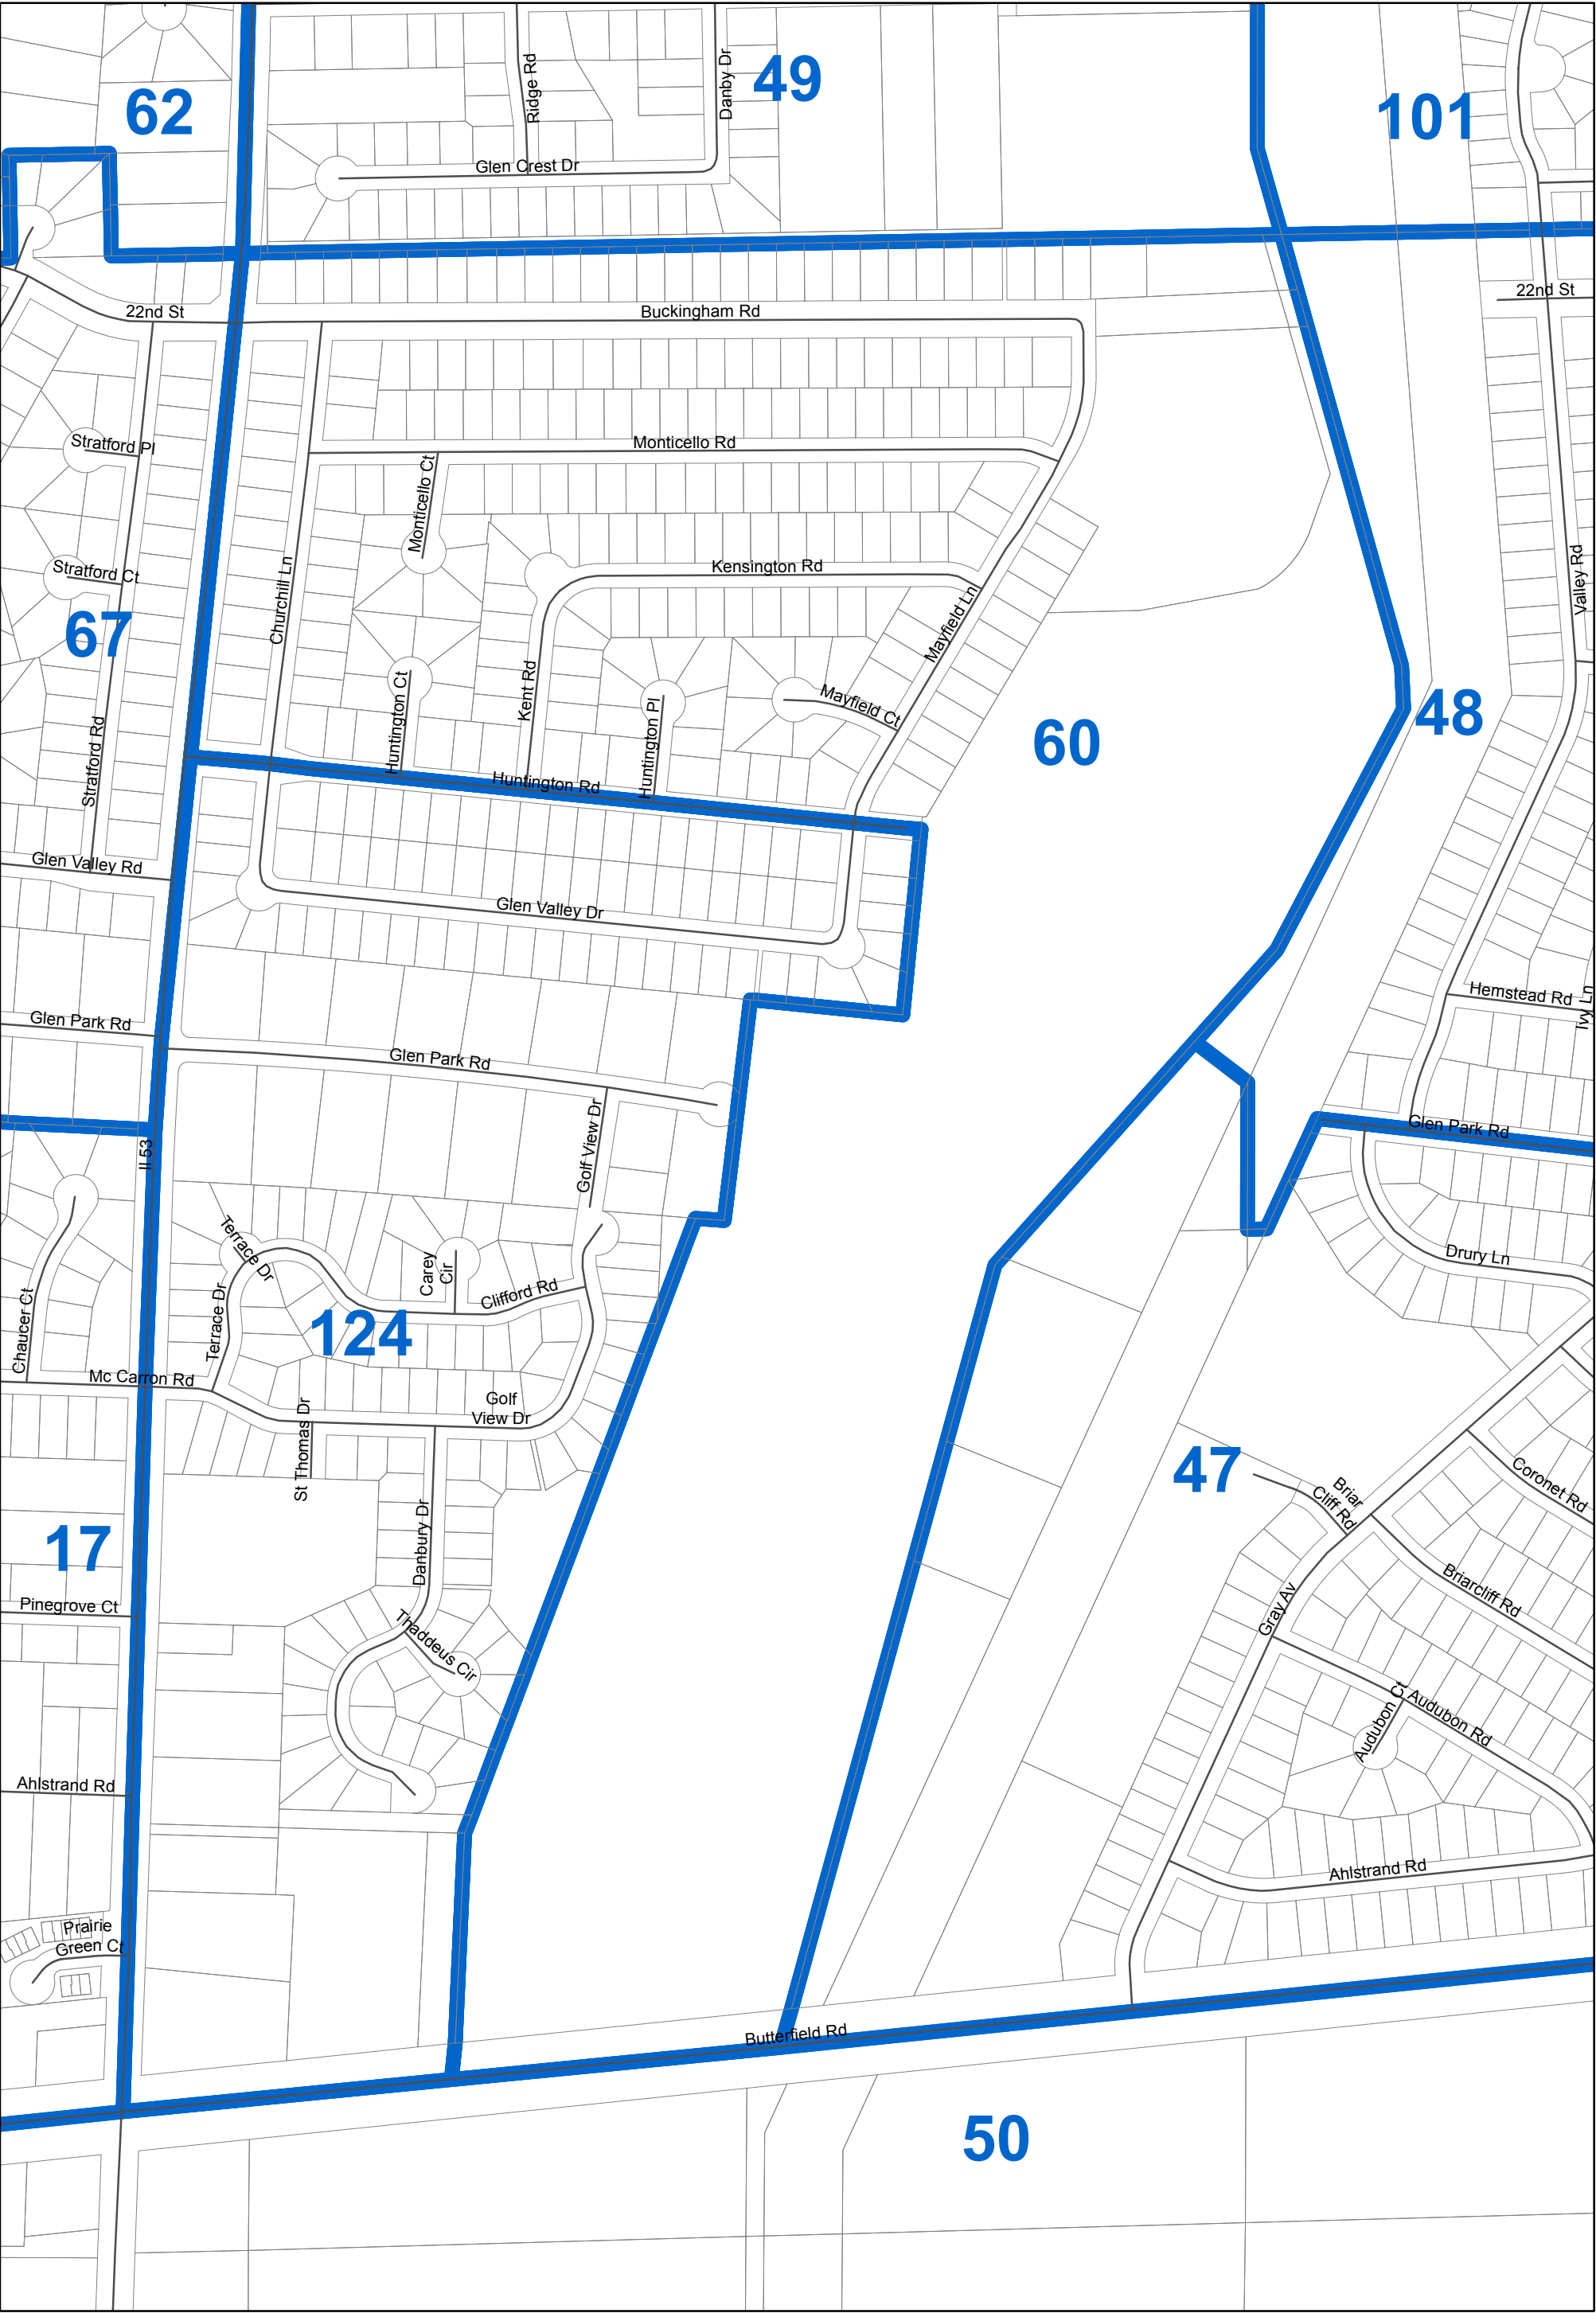 49
62
101
Ridge Rd
Danby Dr
Glen Crest Dr
22nd St
Buckingham Rd
22nd St
Stratford Pl
Monticello Rd
Monticello Ct
Stratford Ct
Churchill Ln
Kensington Rd
Valley Rd
67
Mayfield Ln
Huntington Ct
Kent Rd
Huntington Pl
Mayfield Ct
60
48
Stratford Rd
Huntington Rd
Glen Valley Rd
Glen Valley Dr
Hemstead Rd
Ivy Ln
Glen Park Rd
Glen Park Rd
Il 53
Golf View Dr
Glen Park Rd
Terrace Dr
Carey
Cir
Drury Ln
Clifford Rd
Chaucer Ct
Terrace Dr
124
Mc Carron Rd
Golf
View Dr
St Thomas Dr
47
Briar
Cliff Rd
Coronet Rd
17
Danbury Dr
Pinegrove Ct
Briarcliff Rd
Gray Av
Thaddeus Cir
Audubon Ct
Audubon Rd
Ahlstrand Rd
Ahlstrand Rd
Prairie
Green Ct
Butterfield Rd
50